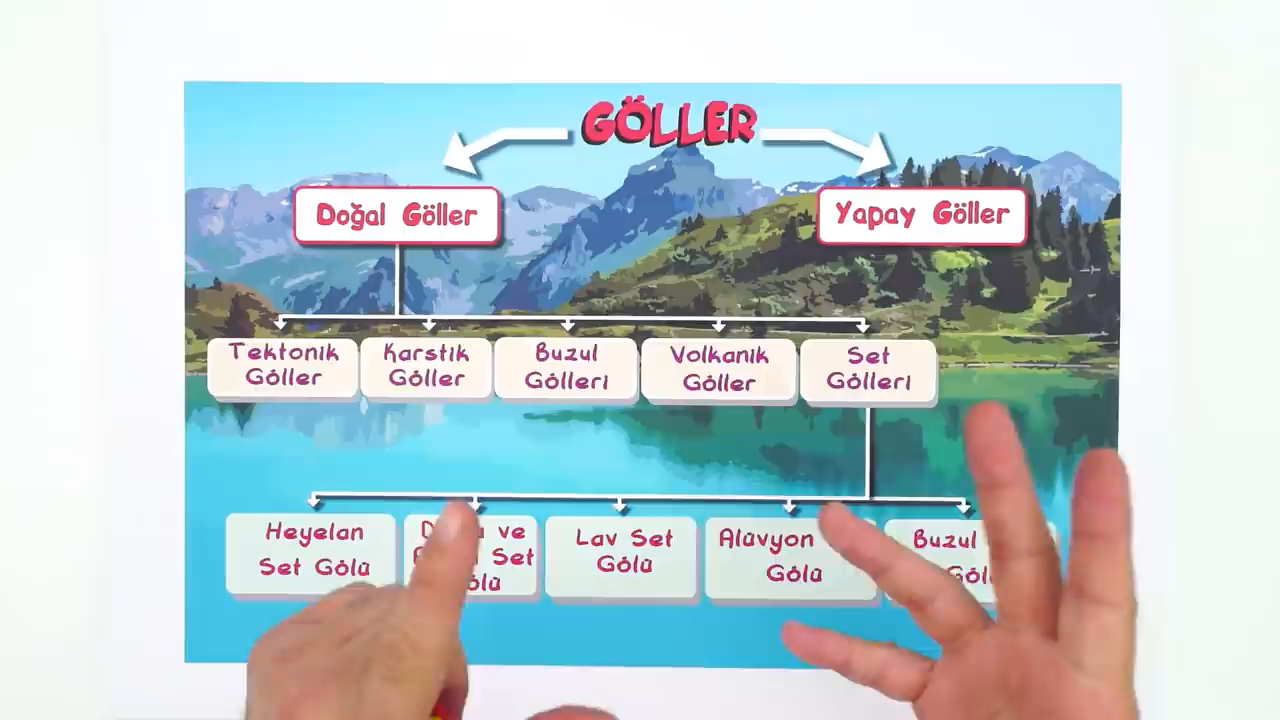 GÖLLER
Doğal Göller
Yapay Göller
Tektonik
Göller
Karstik
Göller
Buzul
Gölleri
Volkanik
Göller
Set
Gölleri
Heyelan
Set Gölü
ve
Set
Lav Set
Gölü
Alüvyon
Gölü
Buzul